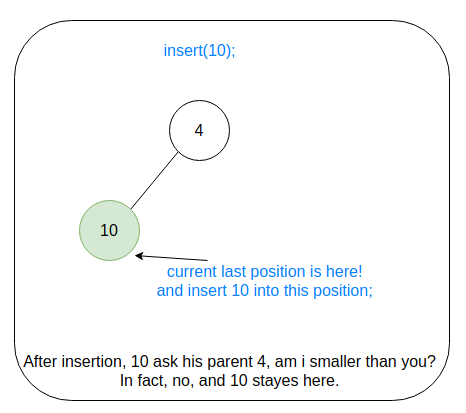 insert(10);
4
10
current last position is here!
and insert 10 into this position;
After insertion, 10 ask his parent 4, am i smaller than you?
In fact, no, and 10 stayes here.